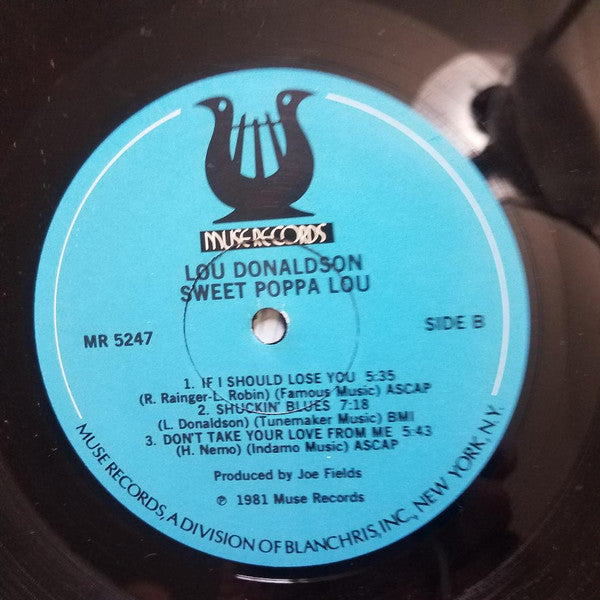 MUSE RECORDS
LOU DONALDSON
SWEET POPPA LOU
MR 5247
SIDE B
1. IF I SHOULD LOSE YOU 5:35
(R. Rainger-L. Robin) (Famous Music) ASCAP
2. SHUCKIN' BLUES 7:18
(L. Donaldson) (Tunemaker Music) BMI
3. DON'T TAKE YOUR LOVE FROM ME 5:43
(H. Nemo) (Indamo Music) ASCAP
Produced by Joe Fields
℗ 1981 Muse Records
MUSE RECORDS, A DIVISION OF BLANCHRIS, INC., NEW YORK, N.Y.